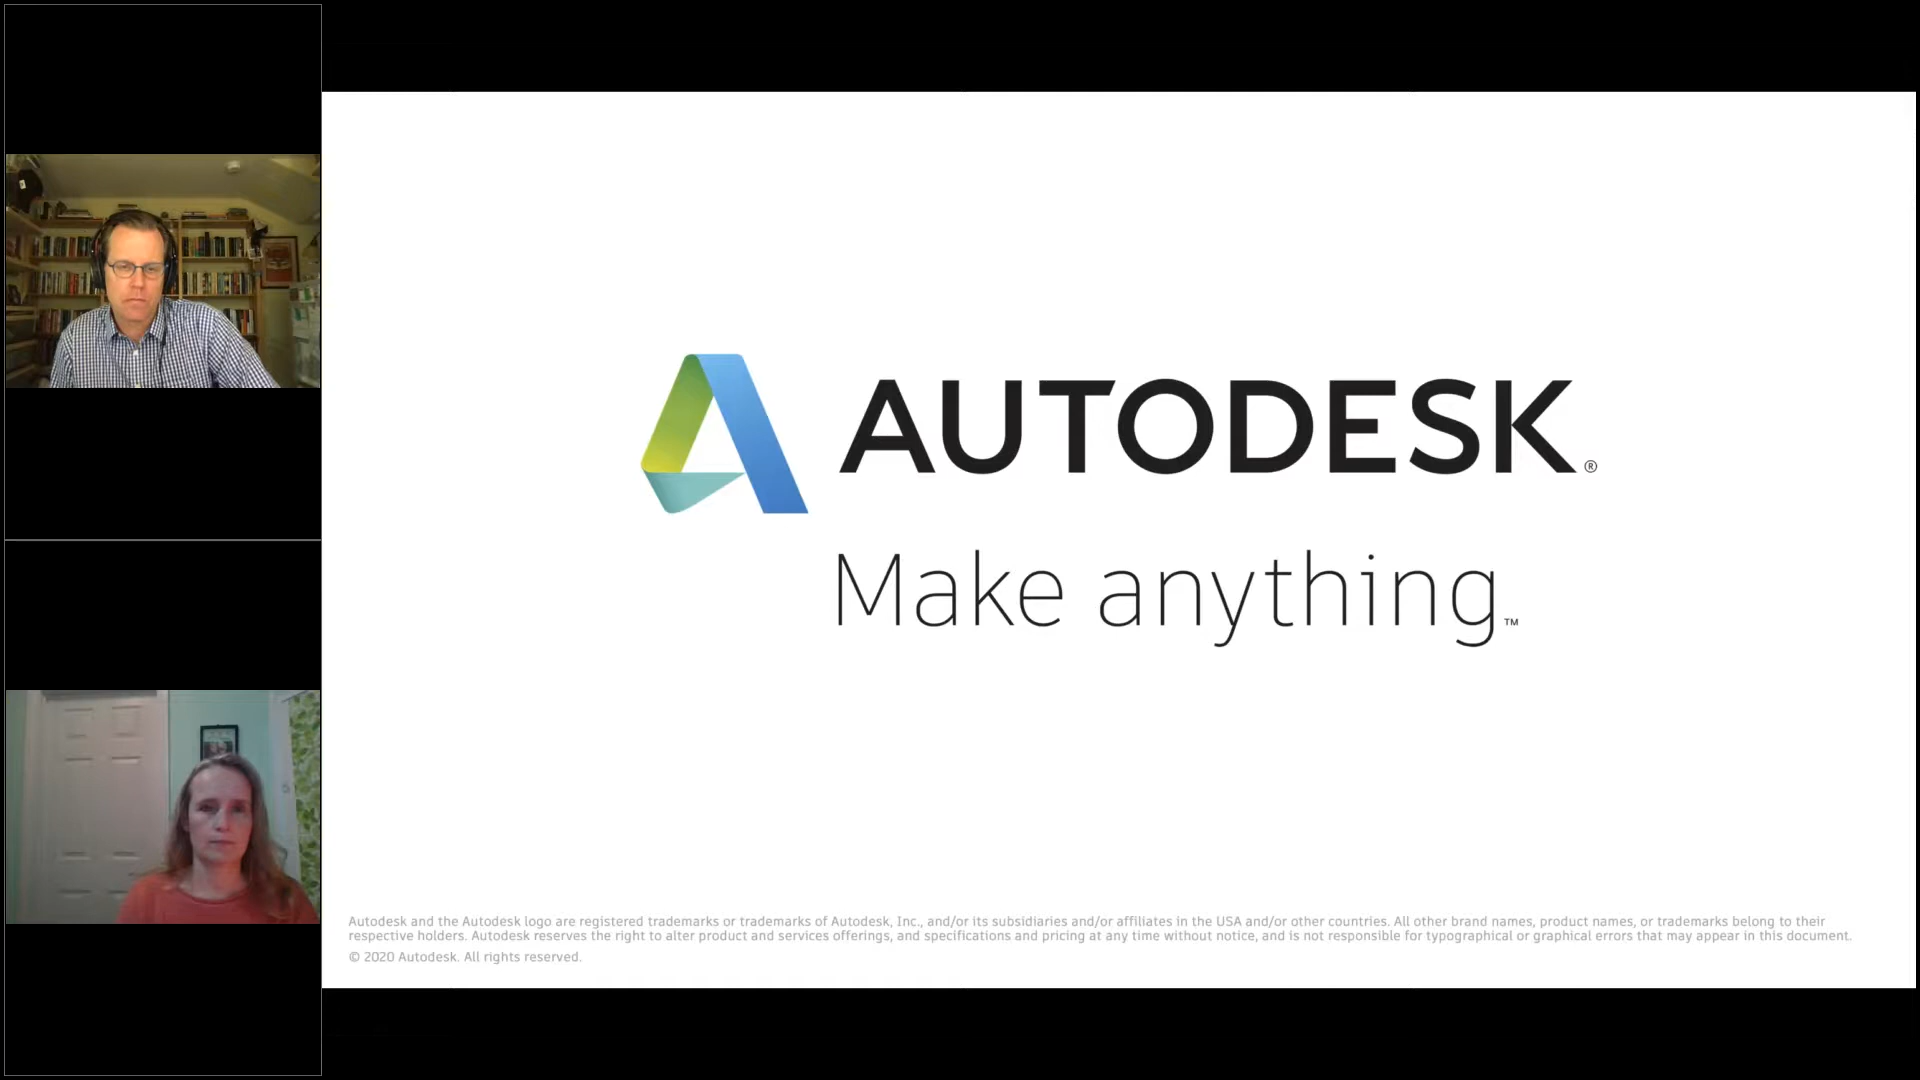 AUTODESK®
Make anything™
Autodesk and the Autodesk logo are registered trademarks or trademarks of Autodesk, Inc., and/or its subsidiaries and/or affiliates in the USA and/or other countries. All other brand names, product names, or trademarks belong to their
respective holders. Autodesk reserves the right to alter product and services offerings, and specifications and pricing at any time without notice, and is not responsible for typographical or graphical errors that may appear in this document.
© 2020 Autodesk. All rights reserved.